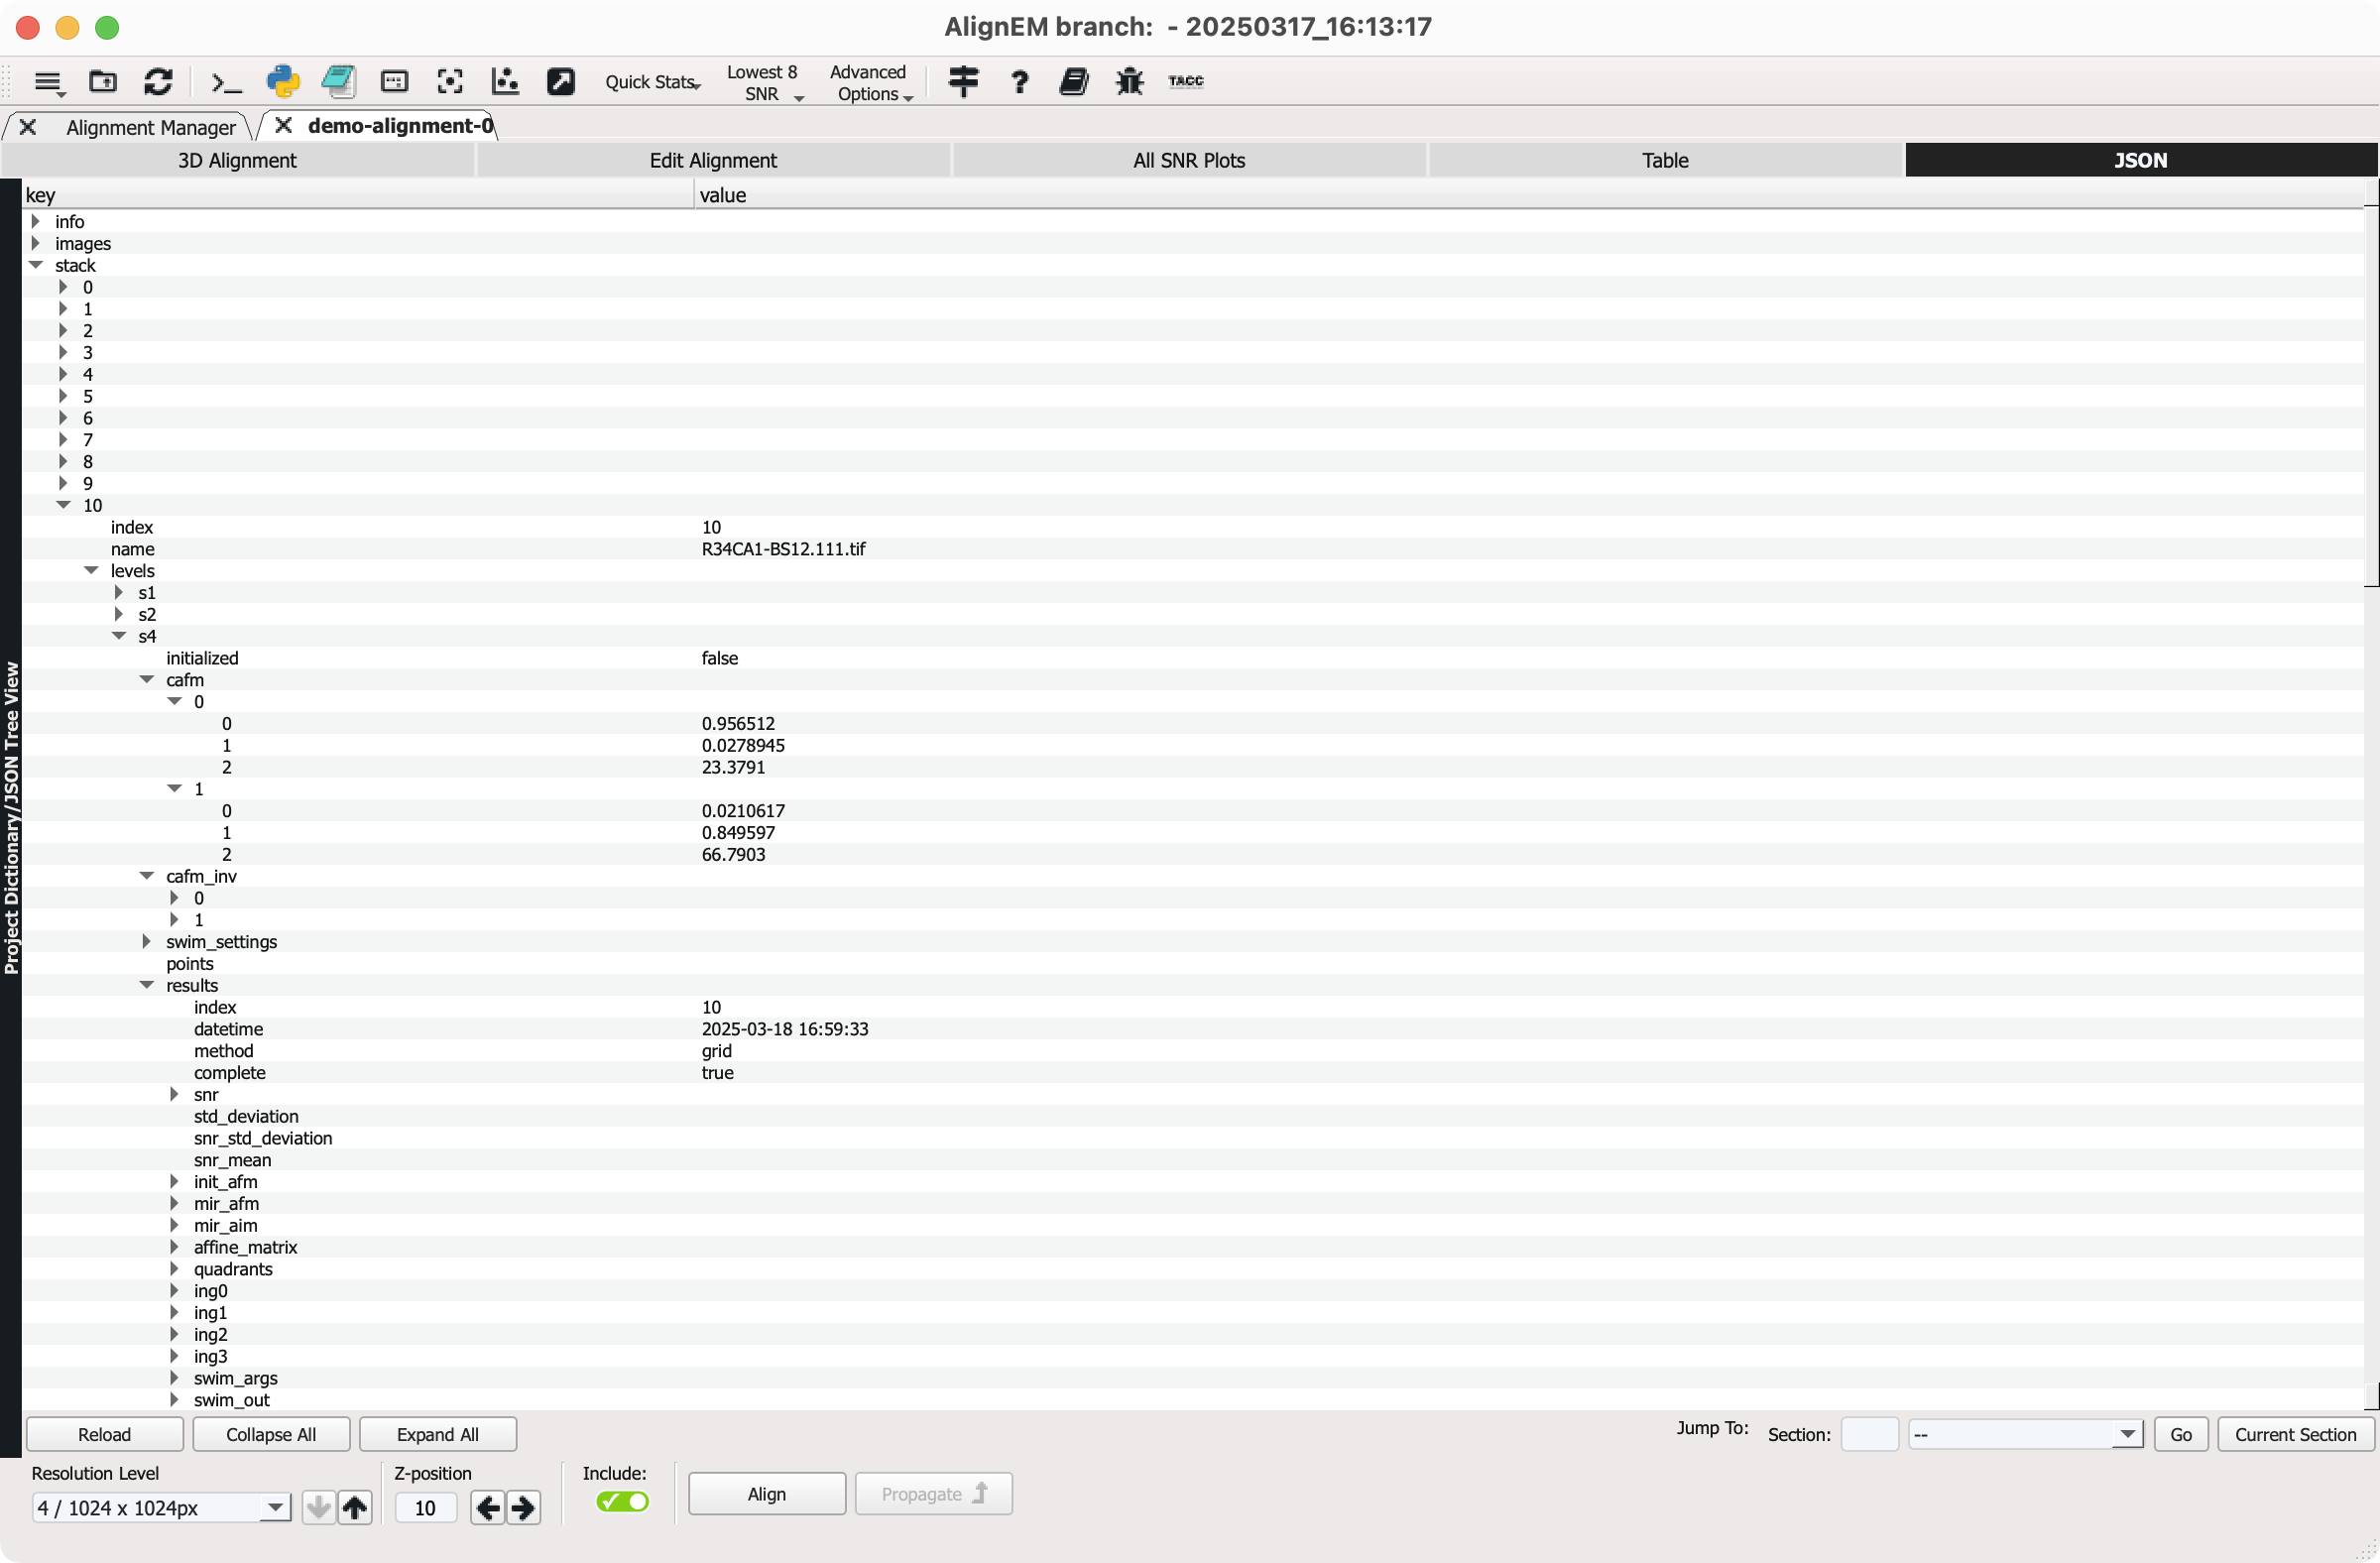 AlignEM branch:  - 20250317_16:13:17
>_
Quick Stats
Lowest 8
SNR
Advanced
Options
?
TACC
Alignment Manager
demo-alignment-0
3D Alignment
Edit Alignment
All SNR Plots
Table
JSON
Project Dictionary/JSON Tree View
key value
info
images
stack
0
1
2
3
4
5
6
7
8
9
10
index 10
name R34CA1-BS12.111.tif
levels
s1
s2
s4
initialized false
cafm
0
0 0.956512
1 0.0278945
2 23.3791
1
0 0.0210617
1 0.849597
2 66.7903
cafm_inv
0
1
swim_settings
points
results
index 10
datetime 2025-03-18 16:59:33
method grid
complete true
snr
std_deviation
snr_std_deviation
snr_mean
init_afm
mir_afm
mir_aim
affine_matrix
quadrants
ing0
ing1
ing2
ing3
swim_args
swim_out
Reload
Collapse All
Expand All
Jump To:
Section:
--
Go
Current Section
Resolution Level
4 / 1024 x 1024px
Z-position
10
Include:
Align
Propagate